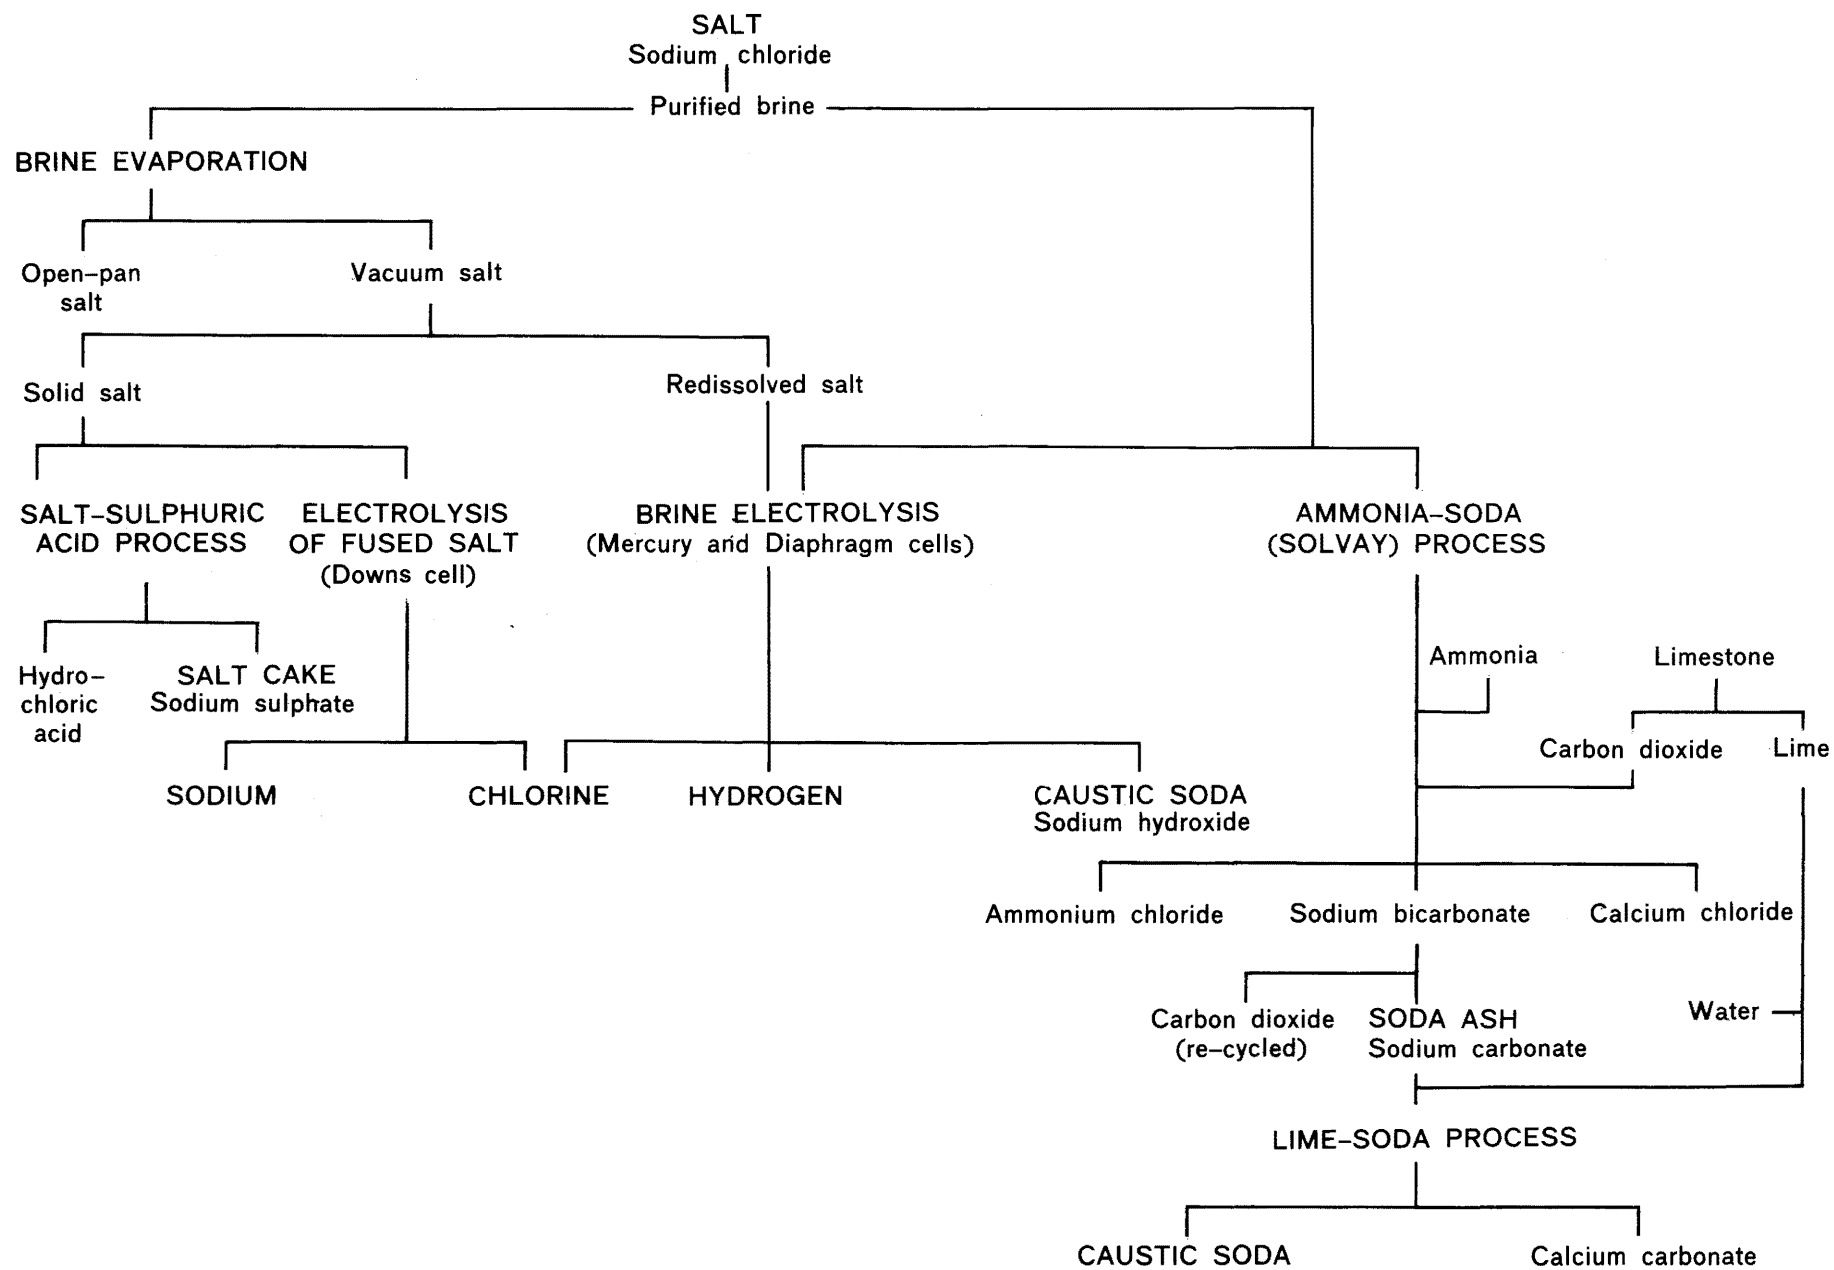 SALT
Sodium chloride
Purified brine
BRINE EVAPORATION
Open-pan
salt
Vacuum salt
Solid salt
Redissolved salt
SALT-SULPHURIC
ACID PROCESS
ELECTROLYSIS
OF FUSED SALT
(Downs cell)
BRINE ELECTROLYSIS
(Mercury and Diaphragm cells)
AMMONIA-SODA
(SOLVAY) PROCESS
Ammonia
Limestone
Hydro-
chloric
acid
SALT CAKE
Sodium sulphate
Carbon dioxide
Lime
SODIUM
CHLORINE
HYDROGEN
CAUSTIC SODA
Sodium hydroxide
Ammonium chloride
Sodium bicarbonate
Calcium chloride
Carbon dioxide
(re-cycled)
SODA ASH
Sodium carbonate
Water
LIME-SODA PROCESS
CAUSTIC SODA
Calcium carbonate